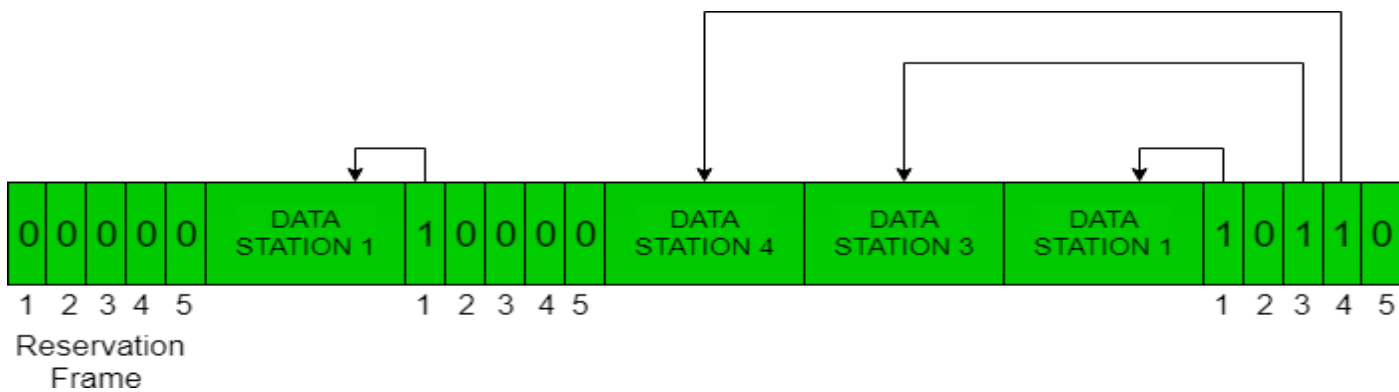 0 0 0 0 0 DATA STATION 1 1 0 0 0 0 DATA STATION 4 DATA STATION 3 DATA STATION 1 1 0 1 1 0
1 2 3 4 5 1 2 3 4 5 1 2 3 4 5
Reservation
Frame